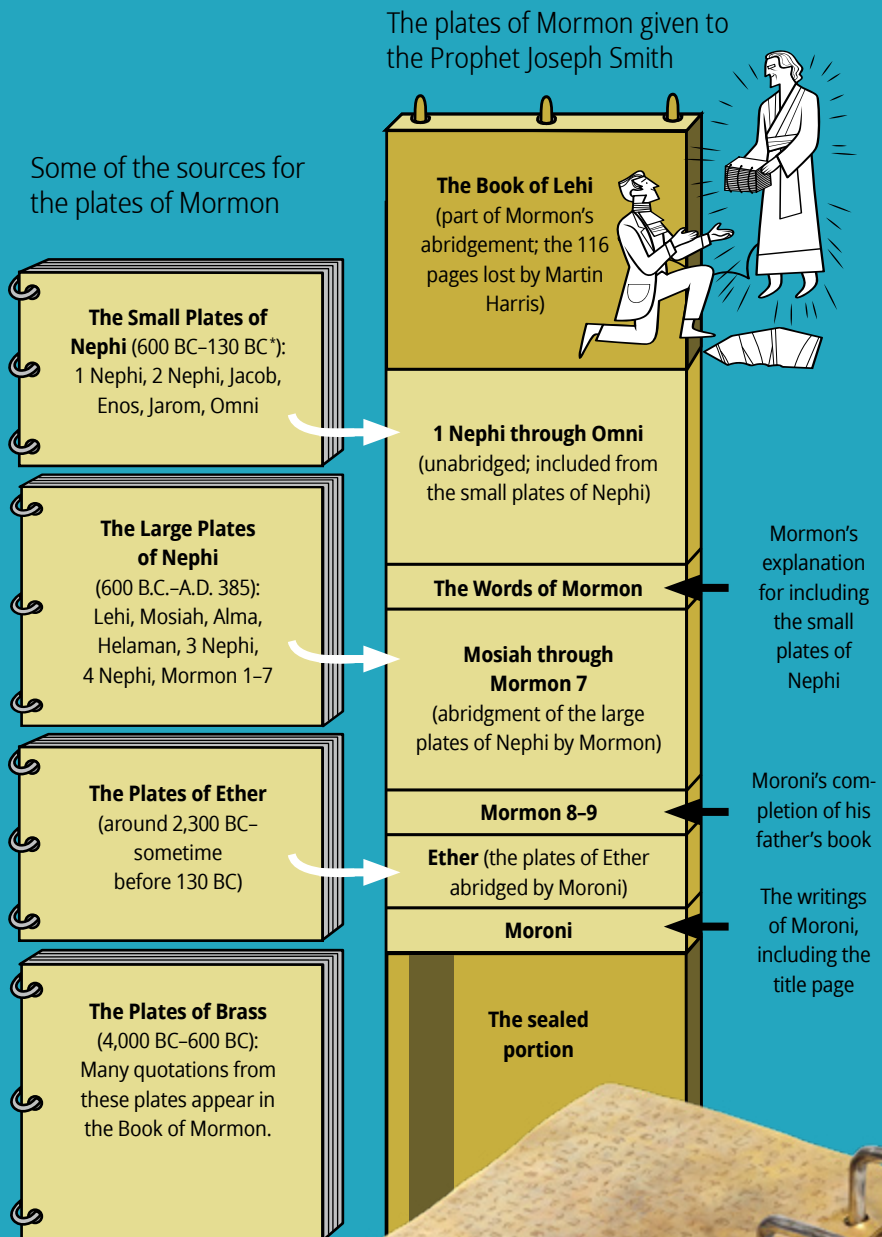 The plates of Mormon given to
the Prophet Joseph Smith
Some of the sources for
the plates of Mormon
The Small Plates of
Nephi (600 BC–130 BC*):
1 Nephi, 2 Nephi, Jacob,
Enos, Jarom, Omni
The Large Plates
of Nephi
(600 B.C.–A.D. 385):
Lehi, Mosiah, Alma,
Helaman, 3 Nephi,
4 Nephi, Mormon 1–7
The Plates of Ether
(around 2,300 BC–
sometime
before 130 BC)
The Plates of Brass
(4,000 BC–600 BC):
Many quotations from
these plates appear in
the Book of Mormon.
The Book of Lehi
(part of Mormon's
abridgement; the 116
pages lost by Martin
Harris)
1 Nephi through Omni
(unabridged; included from
the small plates of Nephi)
The Words of Mormon
Mosiah through
Mormon 7
(abridgment of the large
plates of Nephi by Mormon)
Mormon 8–9
Ether (the plates of Ether
abridged by Moroni)
Moroni
The sealed
portion
Mormon's
explanation
for including
the small
plates of
Nephi
Moroni's com-
pletion of his
father's book
The writings
of Moroni,
including the
title page